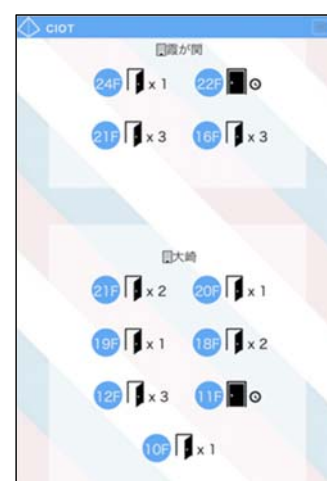 CIOT
霞が関
24F x 1 22F
21F x 3 16F x 3
大崎
21F x 2 20F x 1
19F x 1 18F x 2
12F x 3 11F
10F x 1